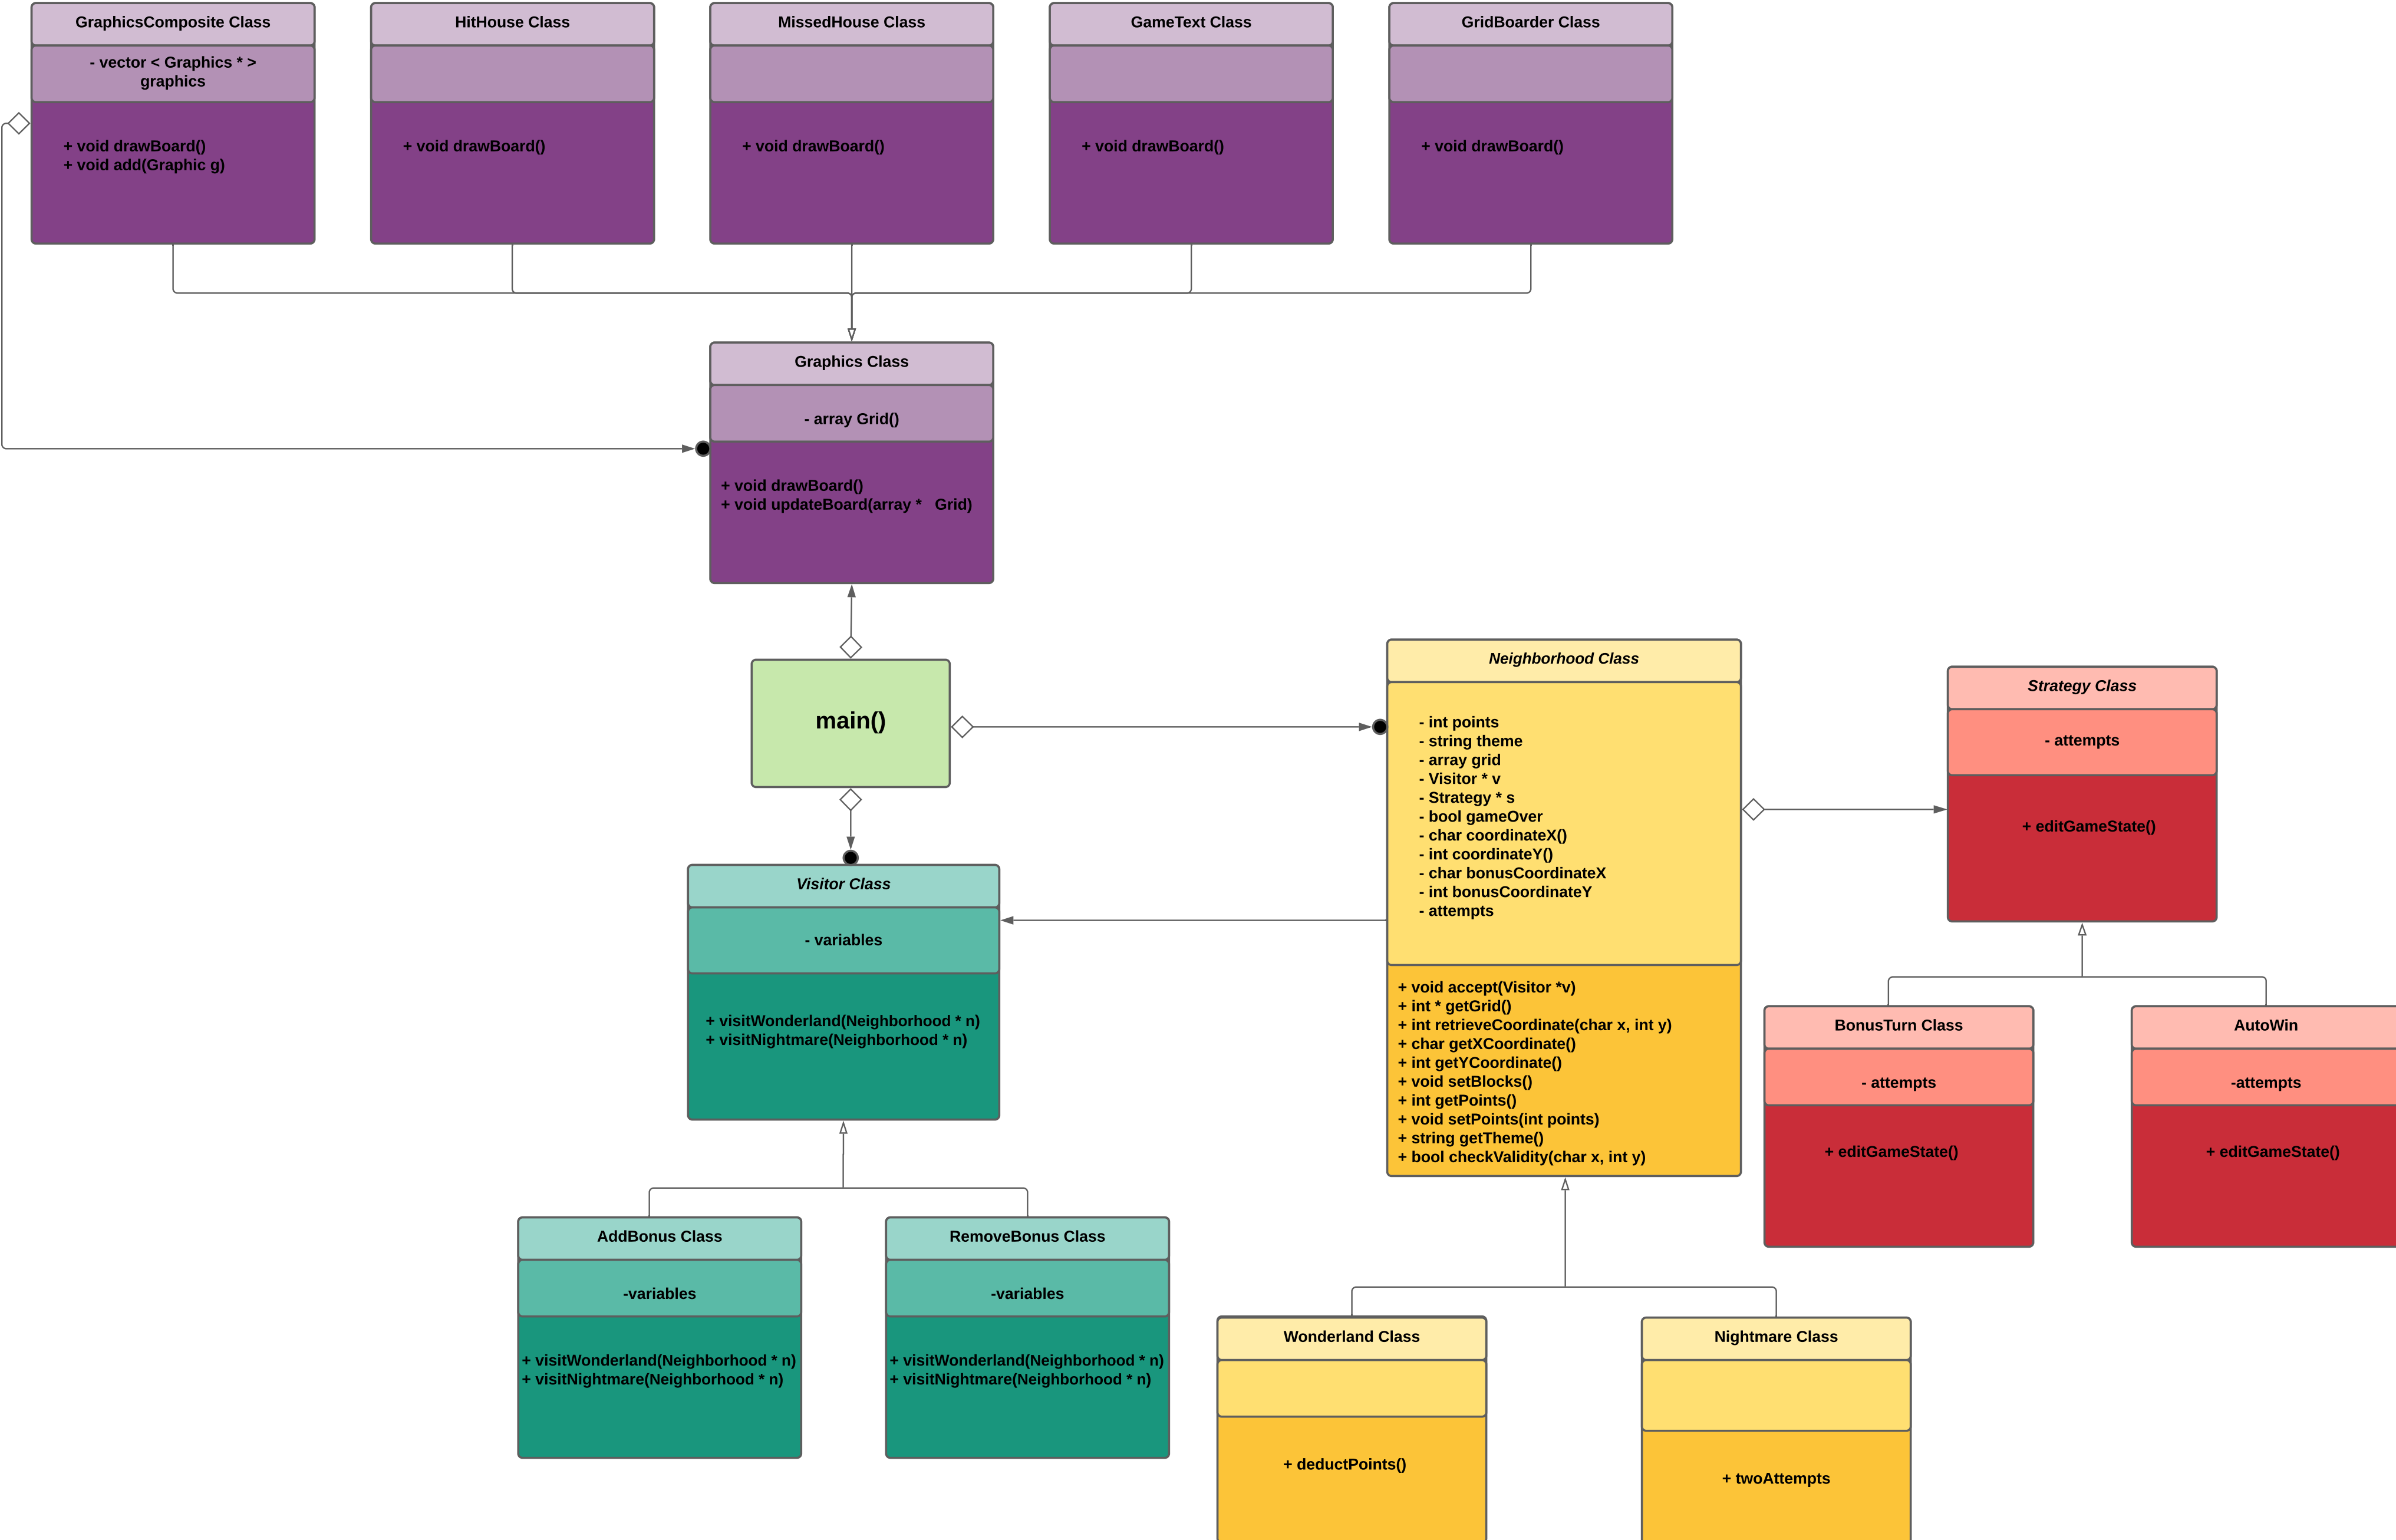 GraphicsComposite Class
- vector < Graphics * >
graphics
+ void drawBoard()
+ void add(Graphic g)
HitHouse Class
+ void drawBoard()
MissedHouse Class
+ void drawBoard()
GameText Class
+ void drawBoard()
GridBoarder Class
+ void drawBoard()
Graphics Class
- array Grid()
+ void drawBoard()
+ void updateBoard(array *   Grid)
main()
Neighborhood Class
- int points
- string theme
- array grid
- Visitor * v
- Strategy * s
- bool gameOver
- char coordinateX()
- int coordinateY()
- char bonusCoordinateX
- int bonusCoordinateY
- attempts
+ void accept(Visitor *v)
+ int * getGrid()
+ int retrieveCoordinate(char x, int y)
+ char getXCoordinate()
+ int getYCoordinate()
+ void setBlocks()
+ int getPoints()
+ void setPoints(int points)
+ string getTheme()
+ bool checkValidity(char x, int y)
Strategy Class
- attempts
+ editGameState()
Visitor Class
- variables
+ visitWonderland(Neighborhood * n)
+ visitNightmare(Neighborhood * n)
BonusTurn Class
- attempts
+ editGameState()
AutoWin
-attempts
+ editGameState()
AddBonus Class
-variables
+ visitWonderland(Neighborhood * n)
+ visitNightmare(Neighborhood * n)
RemoveBonus Class
-variables
+ visitWonderland(Neighborhood * n)
+ visitNightmare(Neighborhood * n)
Wonderland Class
+ deductPoints()
Nightmare Class
+ twoAttempts